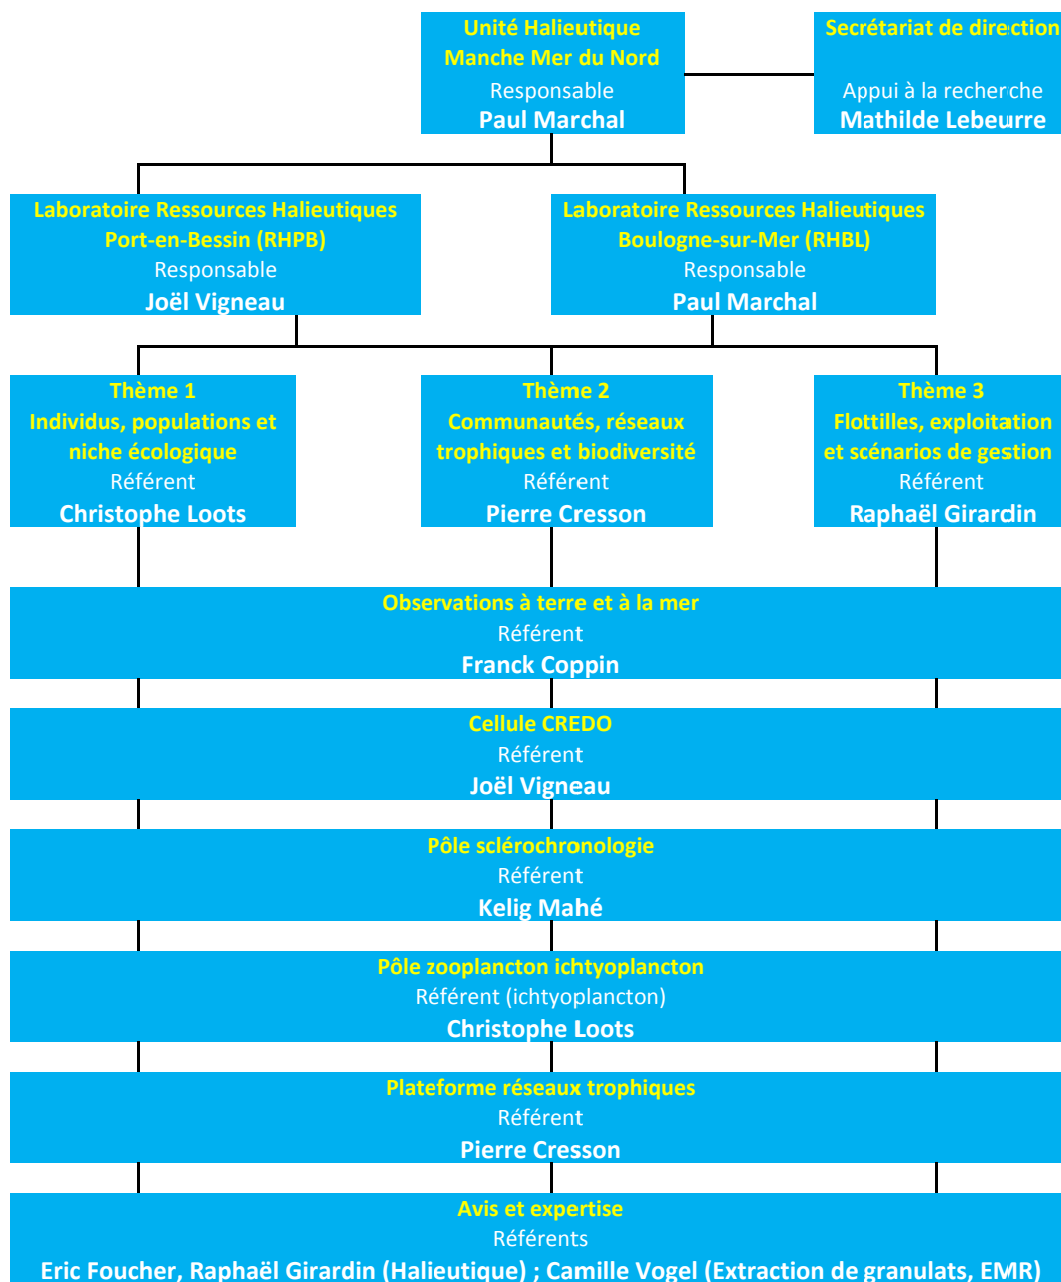 Unité Halieutique
Manche Mer du Nord
Responsable
Paul Marchal
Secrétariat de direction
Appui à la recherche
Mathilde Lebeurre
Laboratoire Ressources Halieutiques
Port-en-Bessin (RHPB)
Responsable
Joël Vigneau
Laboratoire Ressources Halieutiques
Boulogne-sur-Mer (RHBL)
Responsable
Paul Marchal
Thème 1
Individus, populations et
niche écologique
Référent
Christophe Loots
Thème 2
Communautés, réseaux
trophiques et biodiversité
Référent
Pierre Cresson
Thème 3
Flottilles, exploitation
et scénarios de gestion
Référent
Raphaël Girardin
Observations à terre et à la mer
Référent
Franck Coppin
Cellule CREDO
Référent
Joël Vigneau
Pôle sclérochronologie
Référent
Kelig Mahé
Pôle zooplancton ichtyoplancton
Référent (ichtyoplancton)
Christophe Loots
Plateforme réseaux trophiques
Référent
Pierre Cresson
Avis et expertise
Référents
Eric Foucher, Raphaël Girardin (Halieutique) ; Camille Vogel (Extraction de granulats, EMR)